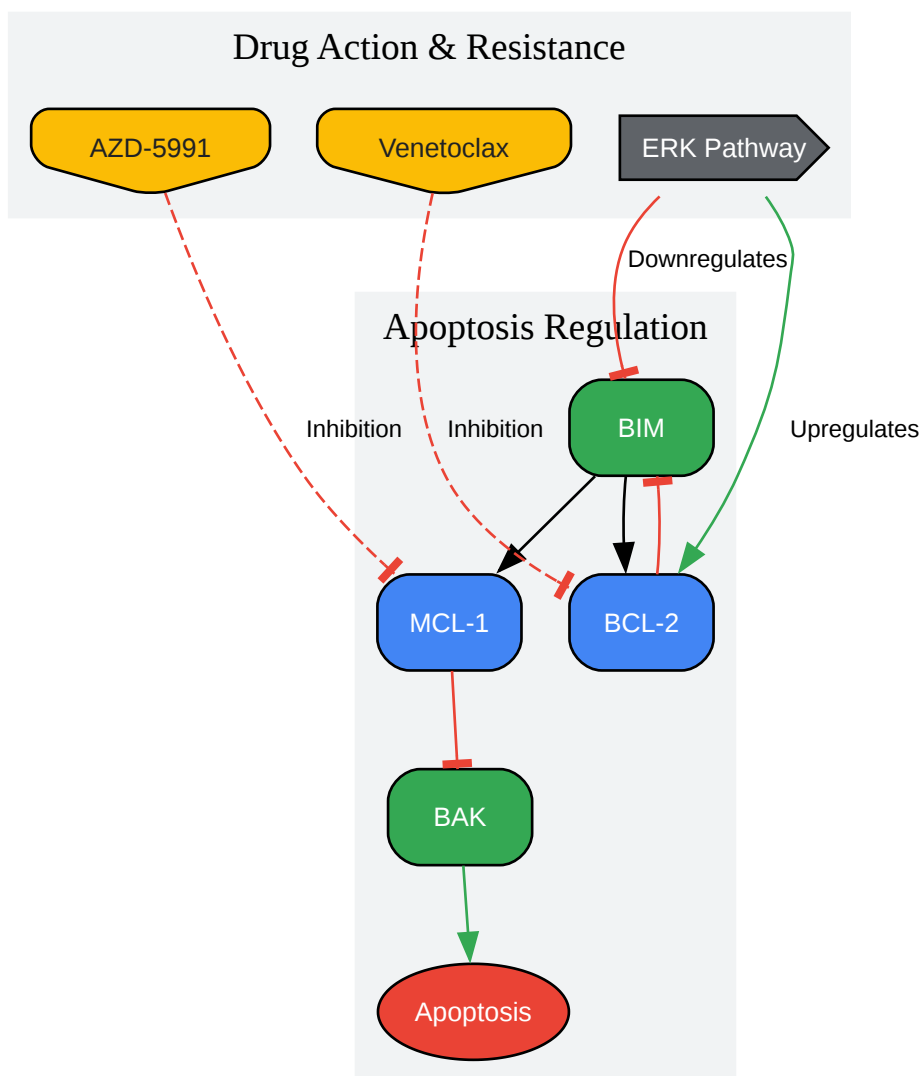 Drug Action & Resistance
AZD-5991
Venetoclax
ERK Pathway
Downregulates
Apoptosis Regulation
Inhibition
Inhibition
BIM
Upregulates
MCL-1
BCL-2
BAK
Apoptosis